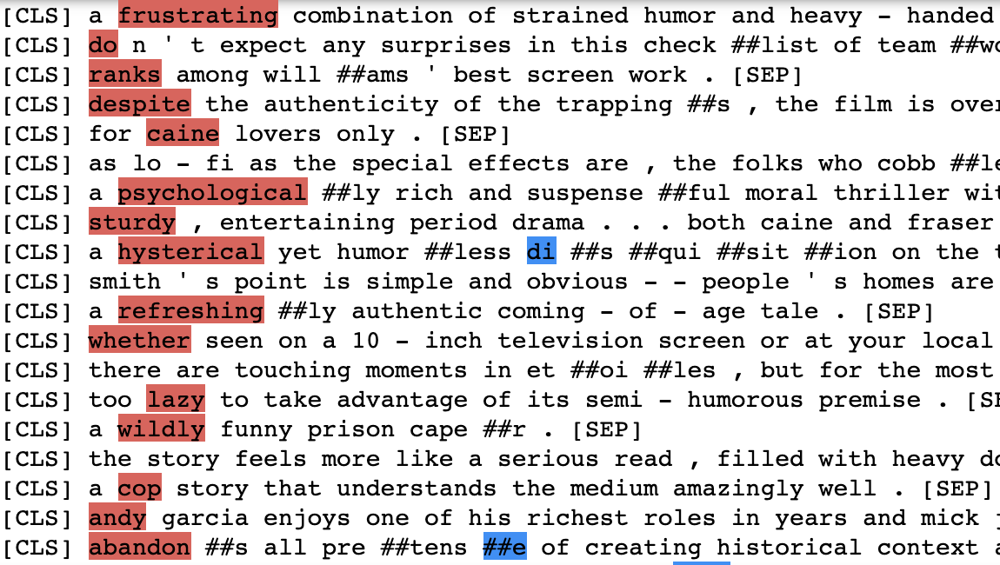 [CLS] a frustrating combination of strained humor and heavy - handed
[CLS] do n ' t expect any surprises in this check ##list of team
[CLS] ranks among will ##ams ' best screen work . [SEP]
[CLS] despite the authenticity of the trapping ##s , the film is
[CLS] for caine lovers only . [SEP]
[CLS] as lo - fi as the special effects are , the folks who cobb
[CLS] a psychological ##ly rich and suspense ##ful moral thriller
[CLS] sturdy , entertaining period drama . . . both caine and fraser
[CLS] a hysterical yet humor ##less di ##s ##qui ##sit ##ion on the
[CLS] smith ' s point is simple and obvious - - people ' s homes are
[CLS] a refreshing ##ly authentic coming - of - age tale . [SEP]
[CLS] whether seen on a 10 - inch television screen or at your local
[CLS] there are touching moments in et ##oi ##les , but for the most
[CLS] too lazy to take advantage of its semi - humorous premise .
[CLS] a wildly funny prison cape ##r . [SEP]
[CLS] the story feels more like a serious read , filled with heavy
[CLS] a cop story that understands the medium amazingly well . [SEP]
[CLS] andy garcia enjoys one of his richest roles in years and mick
[CLS] abandon ##s all pre ##tens ##e of creating historical context